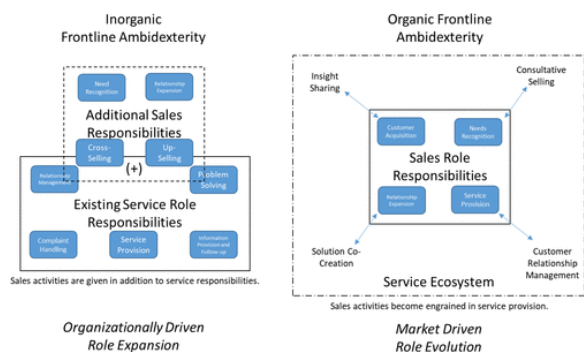 Inorganic
Frontline Ambidexterity
Need
Recognition
Relationship
Expansion
Additional Sales
Responsibilities
Cross-
Selling
Up-
Selling
(+)
Relationship
Management
Problem
Solving
Existing Service Role
Responsibilities
Complaint
Handling
Service
Provision
Information
Provision and
Follow-up
Sales activities are given in addition to service responsibilities.
Organizationally Driven
Role Expansion
Organic Frontline
Ambidexterity
Insight
Sharing
Consultative
Selling
Customer
Acquisition
Needs
Recognition
Sales Role
Responsibilities
Relationship
Expansion
Service
Provision
Solution Co-
Creation
Customer
Relationship
Management
Service Ecosystem
Sales activities become engrained in service provision.
Market Driven
Role Evolution